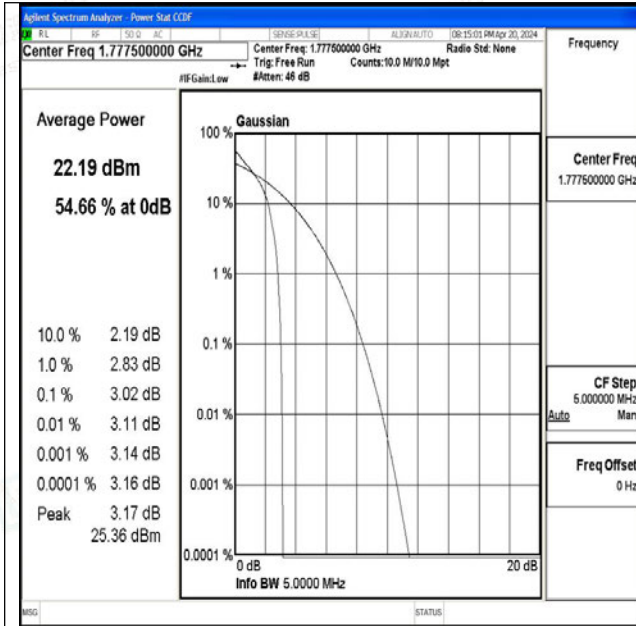 Agilent Spectrum Analyzer - Power Stat CCDF
RL RF 50 Ω AC SENSE:PULSE ALIGN AUTO 08:15:01 PM Apr 20, 2024
Center Freq 1.777500000 GHz
Center Freq: 1.777500000 GHz Radio Std: None
Trig: Free Run Counts:10.0 M/10.0 Mpt
#IFGain:Low #Atten: 46 dB
Average Power
22.19 dBm
54.66 % at 0dB
10.0 % 2.19 dB
1.0 % 2.83 dB
0.1 % 3.02 dB
0.01 % 3.11 dB
0.001 % 3.14 dB
0.0001 % 3.16 dB
Peak 3.17 dB
25.36 dBm
Gaussian
100 %
10 %
1 %
0.1 %
0.01 %
0.001 %
0.0001 %
0 dB 20 dB
Info BW 5.0000 MHz
Frequency
Center Freq
1.777500000 GHz
CF Step
5.000000 MHz
Auto Man
Freq Offset
0 Hz
MSG STATUS